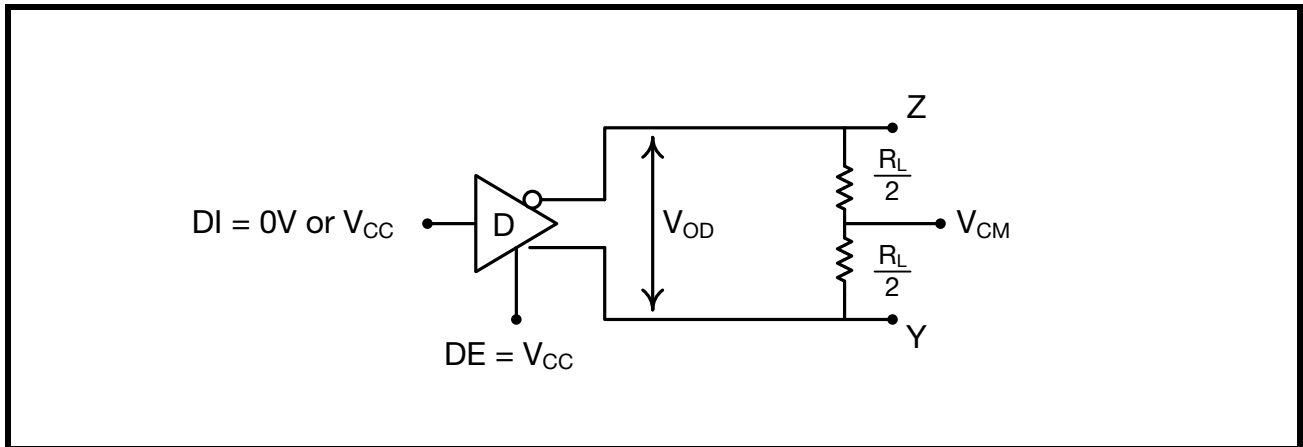 Z
R_L/2
DI = 0V or V_CC
D
V_OD
V_CM
R_L/2
Y
DE = V_CC